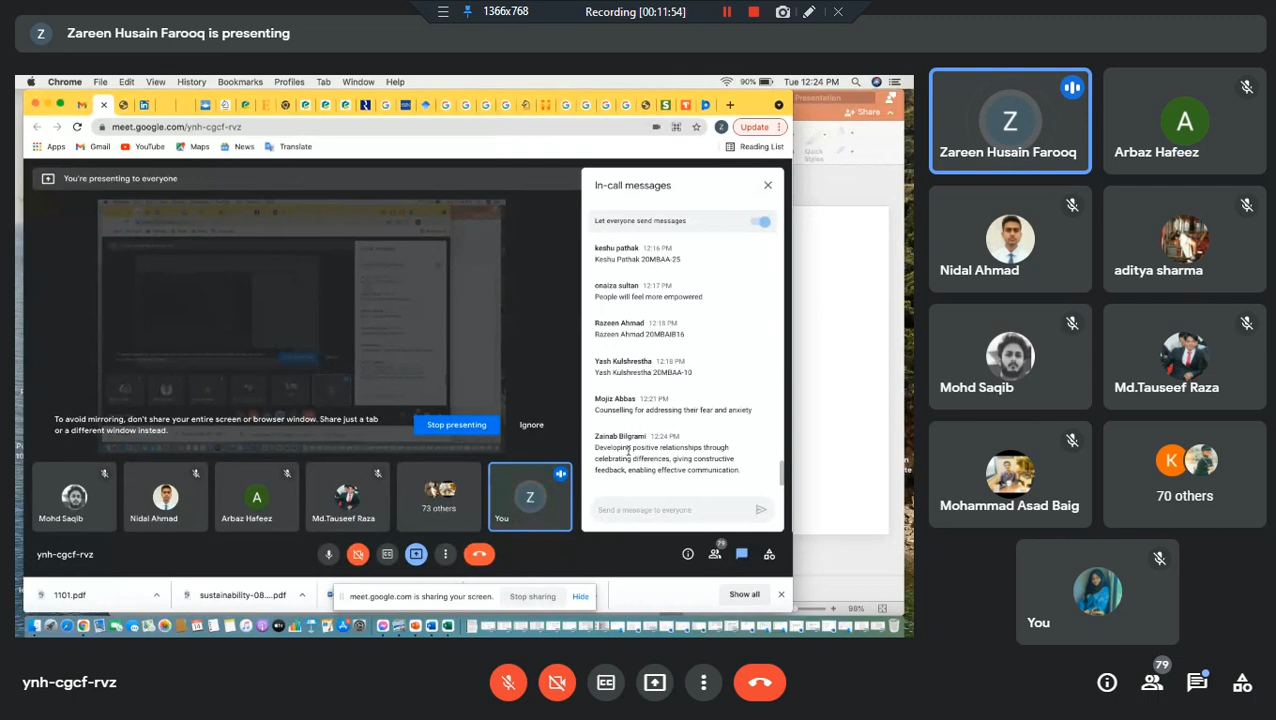 1366x768
Recording [00:11:54]
Z
Zareen Husain Farooq is presenting
Chrome File Edit View History Bookmarks Profiles Tab Window Help
90% Tue 12:24 PM
Presentation
meet.google.com/ynh-cgcf-rvz
Z Update
Share
Apps Gmail YouTube Maps News Translate
Reading List
Quick
Styles
You're presenting to everyone
In-call messages
Let everyone send messages
keshu pathak 12:16 PM
Keshu Pathak 20MBAA-25
onaiza sultan 12:17 PM
People will feel more empowered
Razeen Ahmad 12:18 PM
Razeen Ahmad 20MBAIB16
Yash Kulshrestha 12:18 PM
Yash Kulshrestha 20MBAA-10
Mojiz Abbas 12:21 PM
Counselling for addressing their fear and anxiety
Zainab Bilgrami 12:24 PM
Developing positive relationships through
celebrating differences, giving constructive
feedback, enabling effective communication.
Send a message to everyone
To avoid mirroring, don't share your entire screen or browser window. Share just a tab
or a different window instead.
Stop presenting
Ignore
Mohd Saqib
Nidal Ahmad
A
Arbaz Hafeez
Md.Tauseef Raza
73 others
Z
You
ynh-cgcf-rvz
79
1101.pdf
sustainability-08....pdf
meet.google.com is sharing your screen.
Stop sharing
Hide
Show all
98%
Z
Zareen Husain Farooq
A
Arbaz Hafeez
Nidal Ahmad
aditya sharma
Mohd Saqib
Md.Tauseef Raza
Mohammad Asad Baig
K
70 others
You
ynh-cgcf-rvz
79